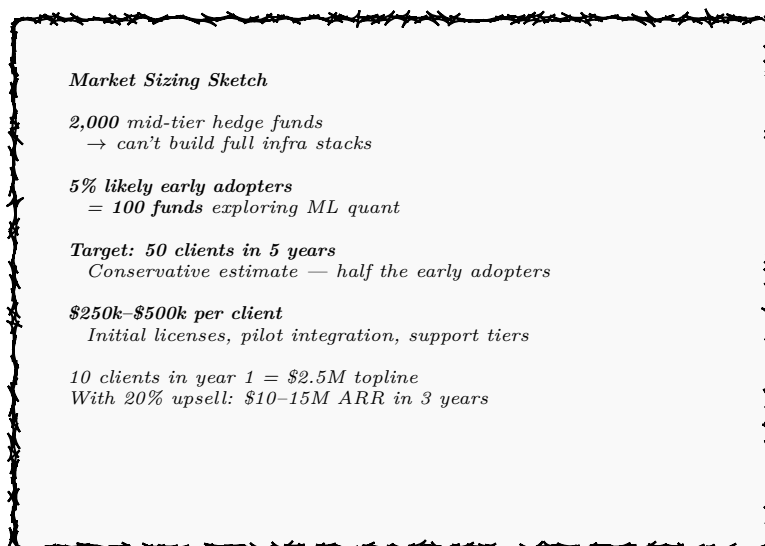 Market Sizing Sketch
2,000 mid-tier hedge funds
→ can't build full infra stacks
5% likely early adopters
= 100 funds exploring ML quant
Target: 50 clients in 5 years
Conservative estimate — half the early adopters
$250k–$500k per client
Initial licenses, pilot integration, support tiers
10 clients in year 1 = $2.5M topline
With 20% upsell: $10–15M ARR in 3 years